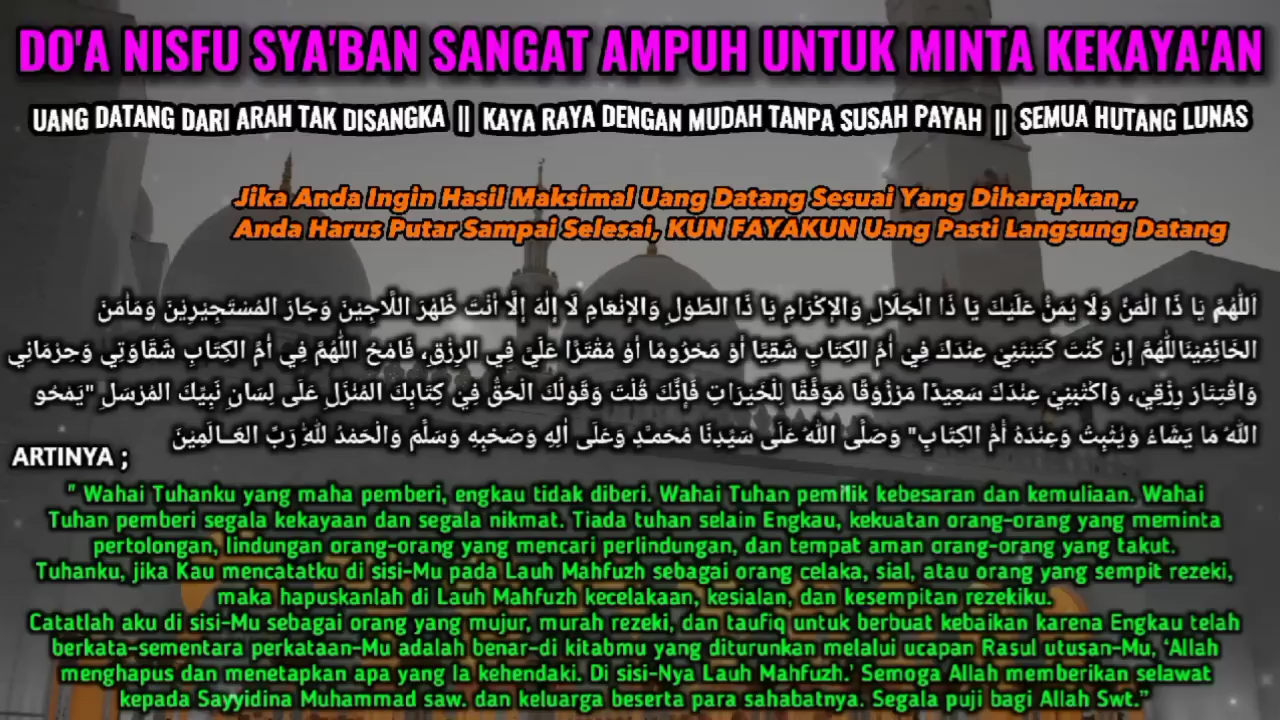 DO'A NISFU SYA'BAN SANGAT AMPUH UNTUK MINTA KEKAYA'AN
UANG DATANG DARI ARAH TAK DISANGKA || KAYA RAYA DENGAN MUDAH TANPA SUSAH PAYAH || SEMUA HUTANG LUNAS
Jika Anda Ingin Hasil Maksimal Uang Datang Sesuai Yang Diharapkan,,
Anda Harus Putar Sampai Selesai, KUN FAYAKUN Uang Pasti Langsung Datang
اَللّٰهُمَّ يَا ذَا الْمَنِّ وَلَا يُمَنُّ عَلَيْكَ يَا ذَا الْجَلَالِ وَالْاِكْرَامِ يَا ذَا الطَّوْلِ وَالْاِنْعَامِ لَا اِلٰهَ اِلَّا اَنْتَ ظَهْرَ اللَّاجِيْنَ وَجَارَ الْمُسْتَجِيْرِيْنَ وَمَأْمَنَ
الْخَائِفِيْنَاللّٰهُمَّ اِنْ كُنْتَ كَتَبْتَنِي عِنْدَكَ فِيْ اُمِّ الْكِتَابِ شَقِيًّا أَوْ مَحْرُومًا أَوْ مُقْتَرًا عَلَيَّ فِي الرِزْقِ، فَامْحُ اللّٰهُمَّ فِي اُمِّ الْكِتَابِ شَقَاوَتِي وَحِرْمَانِي
وَاقْتِتَارَ رِزْقِيْ، وَاكْتُبْنِيْ عِنْدَكَ سَعِيْدًا مَرْزُوْقًا مُوَفَّقًا لِلْخَيْرَاتِ فَإِنَّكَ قُلْتَ وَقَوْلُكَ الْحَقُّ فِيْ كِتَابِكَ الْمُنْزَلِ عَلَى لِسَانِ نَبِيِّكَ الْمُرْسَلِ "يَمْحُو
اللهُ مَا يَشَاءُ وَيُثْبِتُ وَعِنْدَهُ اُمُّ الْكِتَابِ" وَصَلَّى اللهُ عَلَى سَيِّدِنَا مُحَمَّدٍ وَعَلَى اٰلِهِ وَصَحْبِهِ وَسَلَّمَ وَالْحَمْدُ لِلّٰهِ رَبِّ الْعَــالَمِيْنَ
ARTINYA ;
" Wahai Tuhanku yang maha pemberi, engkau tidak diberi. Wahai Tuhan pemilik kebesaran dan kemuliaan. Wahai
Tuhan pemberi segala kekayaan dan segala nikmat. Tiada tuhan selain Engkau, kekuatan orang-orang yang meminta
pertolongan, lindungan orang-orang yang mencari perlindungan, dan tempat aman orang-orang yang takut.
Tuhanku, jika Kau mencatatku di sisi-Mu pada Lauh Mahfuzh sebagai orang celaka, sial, atau orang yang sempit rezeki,
maka hapuskanlah di Lauh Mahfuzh kecelakaan, kesialan, dan kesempitan rezekiku.
Catatlah aku di sisi-Mu sebagai orang yang mujur, murah rezeki, dan taufiq untuk berbuat kebaikan karena Engkau telah
berkata-sementara perkataan-Mu adalah benar-di kitabmu yang diturunkan melalui ucapan Rasul utusan-Mu, 'Allah
menghapus dan menetapkan apa yang Ia kehendaki. Di sisi-Nya Lauh Mahfuzh.' Semoga Allah memberikan selawat
kepada Sayyidina Muhammad saw. dan keluarga beserta para sahabatnya. Segala puji bagi Allah Swt."